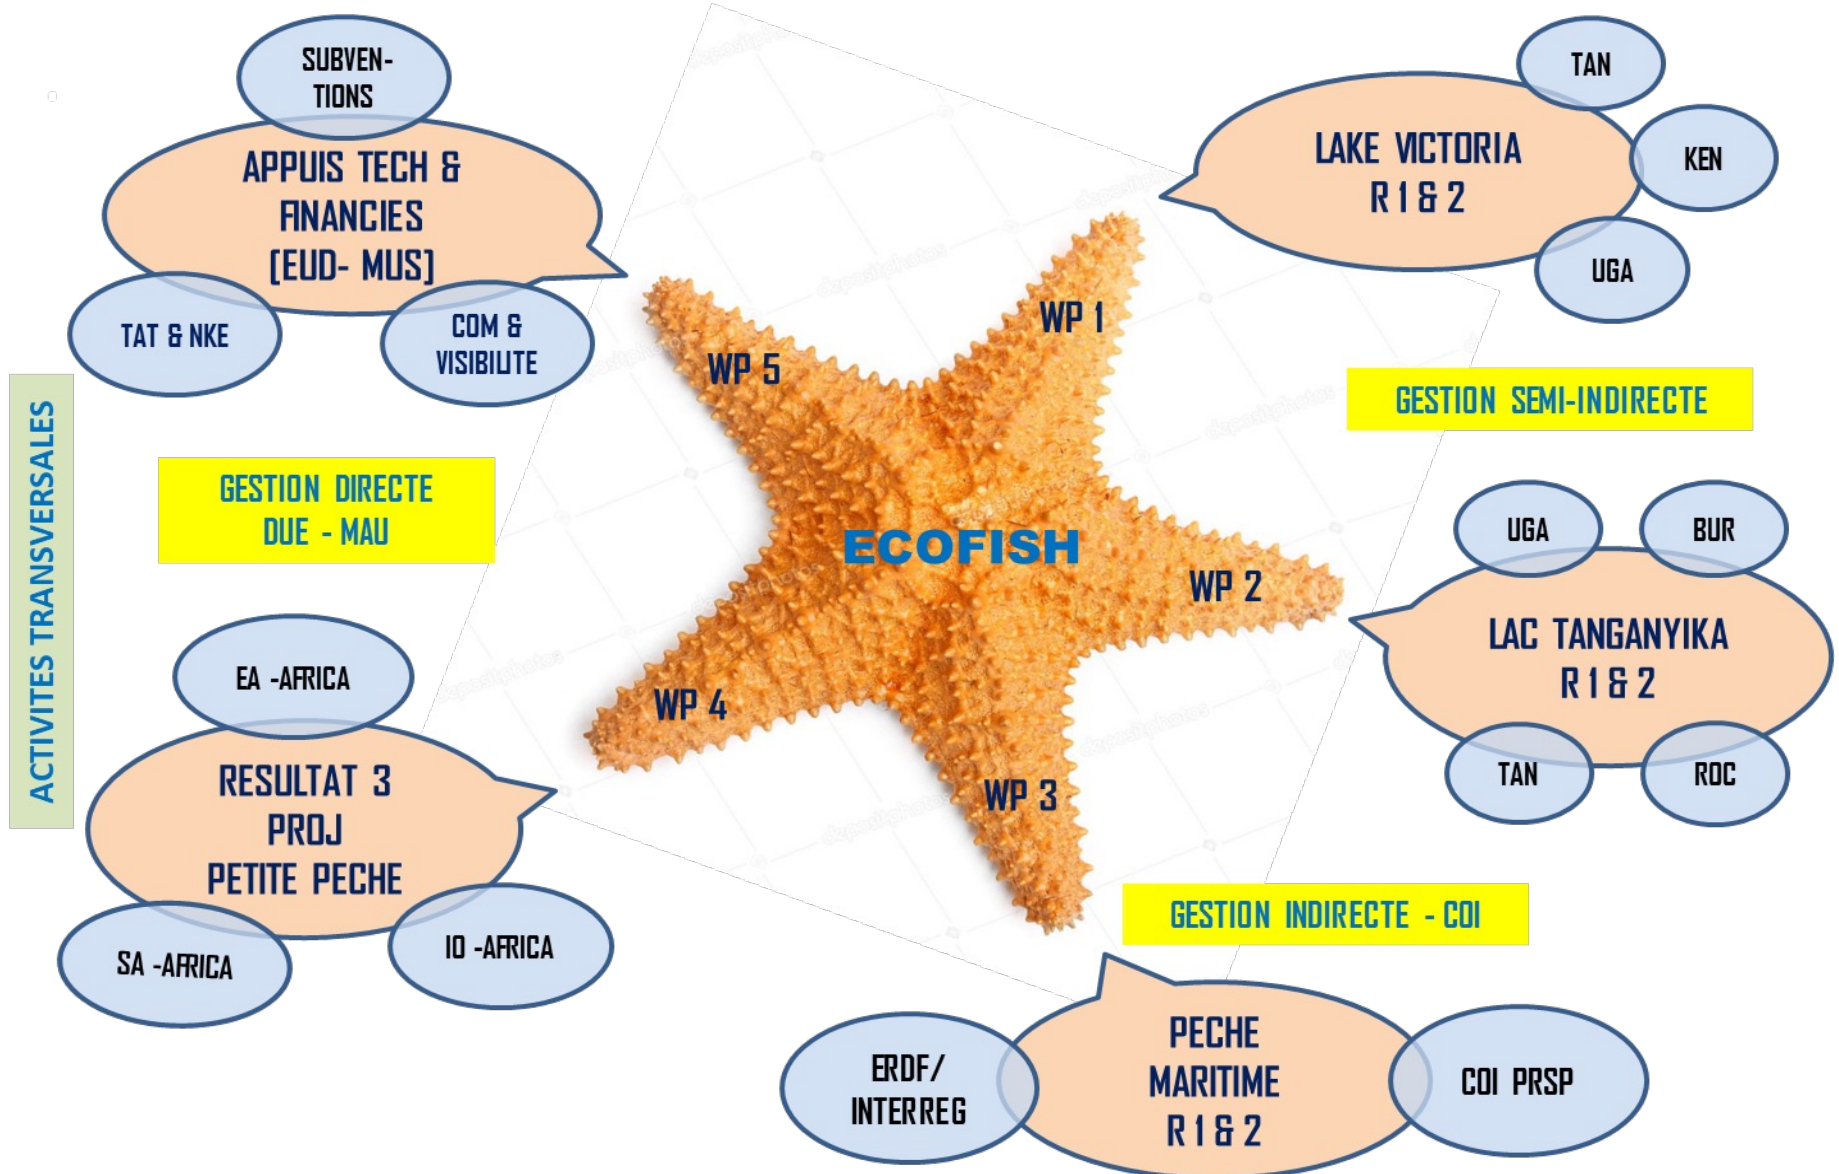 SUBVEN-
TIONS
APPUIS TECH &
FINANCIES
(EUD- MUS)
TAT & NKE
COM &
VISIBILITE
TAN
LAKE VICTORIA
R 1 & 2
KEN
UGA
WP 1
WP 5
GESTION SEMI-INDIRECTE
ACTIVITES TRANSVERSALES
GESTION DIRECTE
DUE - MAU
ECOFISH
WP 2
UGA
BUR
LAC TANGANYIKA
R 1 & 2
TAN
ROC
EA -AFRICA
WP 4
RESULTAT 3
PROJ
PETITE PECHE
SA -AFRICA
IO -AFRICA
WP 3
GESTION INDIRECTE - COI
ERDF/
INTERREG
PECHE
MARITIME
R 1 & 2
COI PRSP
depositphotos